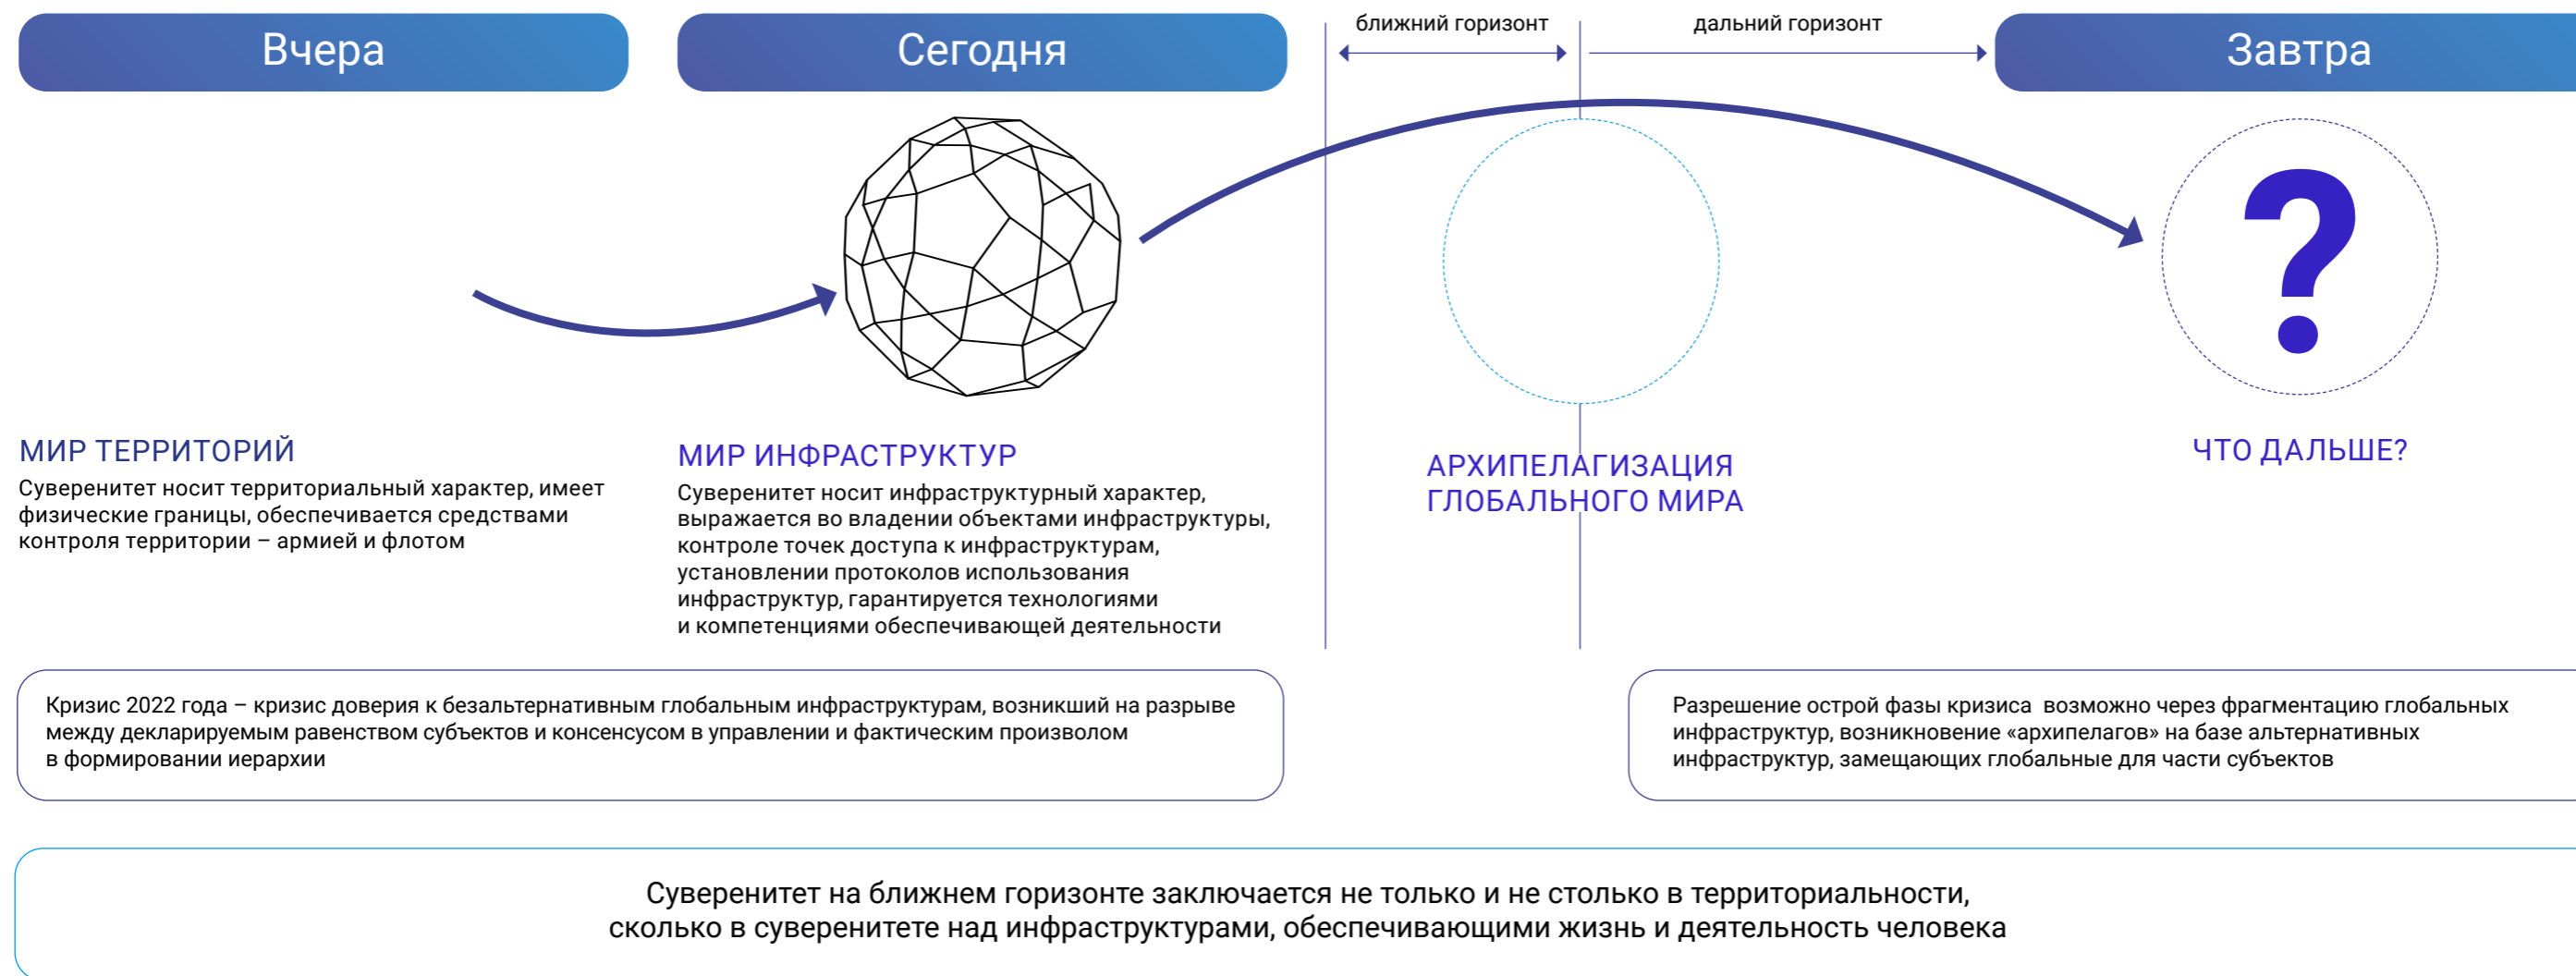 Вчера
Сегодня
ближний горизонт
дальний горизонт
Завтра
?
МИР ТЕРРИТОРИЙ
Суверенитет носит территориальный характер, имеет
физические границы, обеспечивается средствами
контроля территории – армией и флотом
МИР ИНФРАСТРУКТУР
Суверенитет носит инфраструктурный характер,
выражается во владении объектами инфраструктуры,
контроле точек доступа к инфраструктурам,
установлении протоколов использования
инфраструктур, гарантируется технологиями
и компетенциями обеспечивающей деятельности
АРХИПЕЛАГИЗАЦИЯ
ГЛОБАЛЬНОГО МИРА
ЧТО ДАЛЬШЕ?
Кризис 2022 года – кризис доверия к безальтернативным глобальным инфраструктурам, возникший на разрыве
между декларируемым равенством субъектов и консенсусом в управлении и фактическим произволом
в формировании иерархии
Разрешение острой фазы кризиса возможно через фрагментацию глобальных
инфраструктур, возникновение «архипелагов» на базе альтернативных
инфраструктур, замещающих глобальные для части субъектов
Суверенитет на ближнем горизонте заключается не только и не столько в территориальности,
сколько в суверенитете над инфраструктурами, обеспечивающими жизнь и деятельность человека